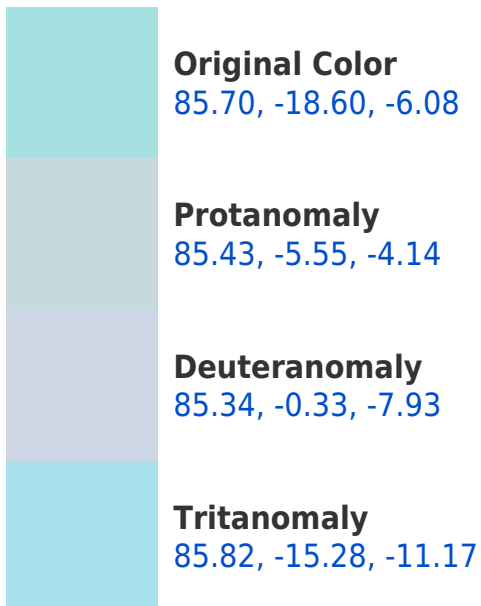 Original Color
85.70, -18.60, -6.08
Protanomaly
85.43, -5.55, -4.14
Deuteranomaly
85.34, -0.33, -7.93
Tritanomaly
85.82, -15.28, -11.17